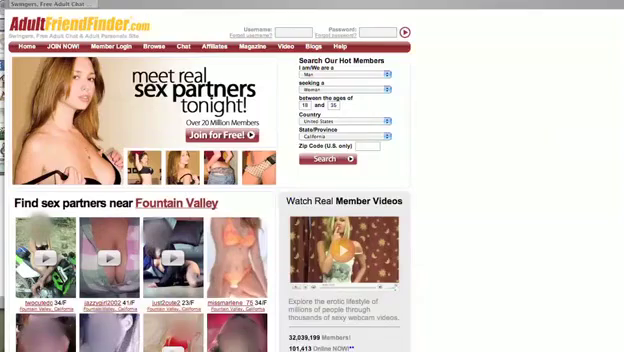 Swingers, Free Adult Chat ...
AdultFriendFinder.com
Swingers, Free Adult Chat & Adult Personals Site
Username:
Password:
Forgot username?
Forgot password?
Home JOIN NOW! Member Login Browse Chat Affiliates Magazine Video Blogs Help
meet real
sex partners
tonight!
Over 20 Million Members
Join for Free!
Search Our Hot Members
I am/We are a
Man
seeking a
Woman
between the ages of
18 and 35
Country
United States
State/Province
California
Zip Code (U.S. only)
Search
Find sex partners near Fountain Valley
twocutedc 34/F
Fountain Valley, California
jazzygirl2002 41/F
Fountain Valley, California
just2cute2 23/F
Fountain Valley, California
missmarlene_75 34/F
Fountain Valley, California
Watch Real Member Videos
Explore the erotic lifestyle of
millions of people through
thousands of sexy webcam videos.
32,039,199 Members!
101,413 Online NOW!**